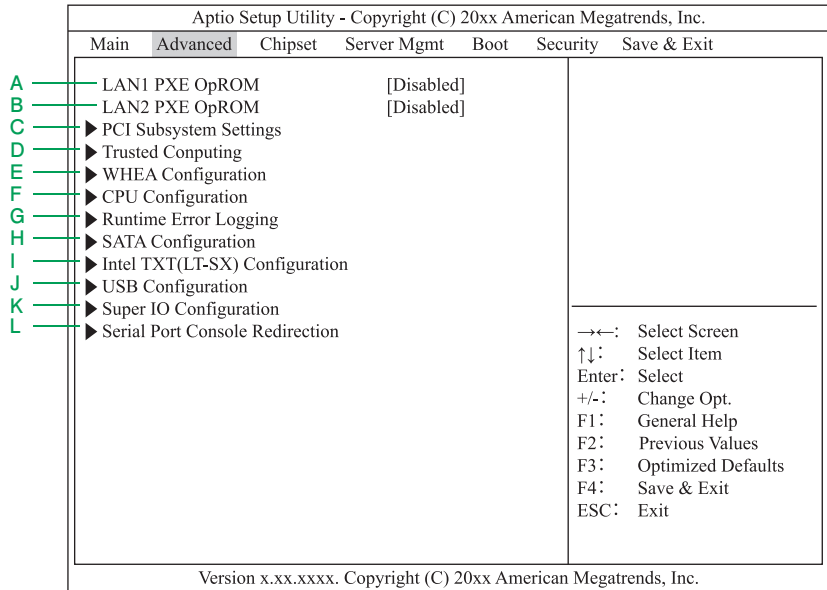 Aptio Setup Utility - Copyright (C) 20xx American Megatrends, Inc.
Main Advanced Chipset Server Mgmt Boot Security Save & Exit
A LAN1 PXE OpROM [Disabled]
B LAN2 PXE OpROM [Disabled]
C ▶ PCI Subsystem Settings
D ▶ Trusted Conputing
E ▶ WHEA Configuration
F ▶ CPU Configuration
G ▶ Runtime Error Logging
H ▶ SATA Configuration
I ▶ Intel TXT(LT-SX) Configuration
J ▶ USB Configuration
K ▶ Super IO Configuration
L ▶ Serial Port Console Redirection
→←: Select Screen
↑↓: Select Item
Enter: Select
+/-: Change Opt.
F1: General Help
F2: Previous Values
F3: Optimized Defaults
F4: Save & Exit
ESC: Exit
Version x.xx.xxxx. Copyright (C) 20xx American Megatrends, Inc.